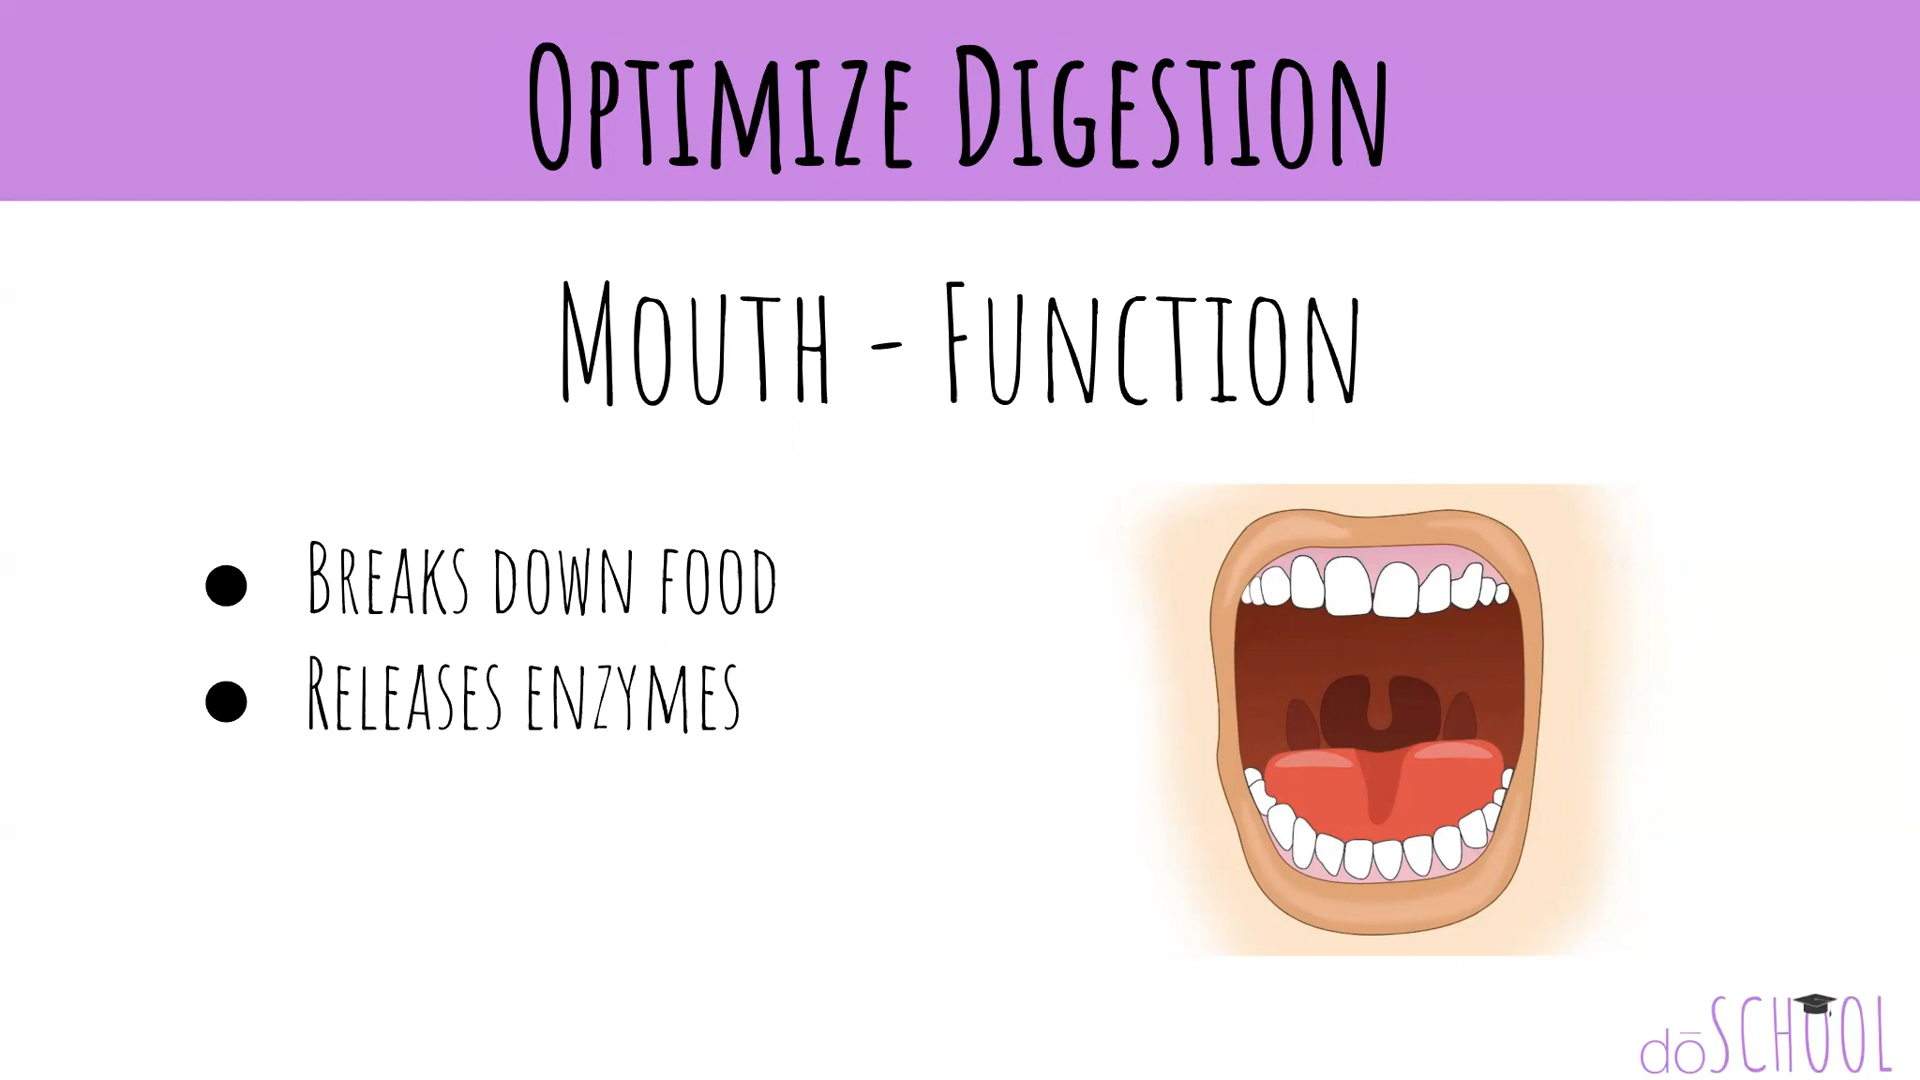 Optimize Digestion
Mouth - Function
● Breaks down food
● Releases enzymes
dōSCHOOL